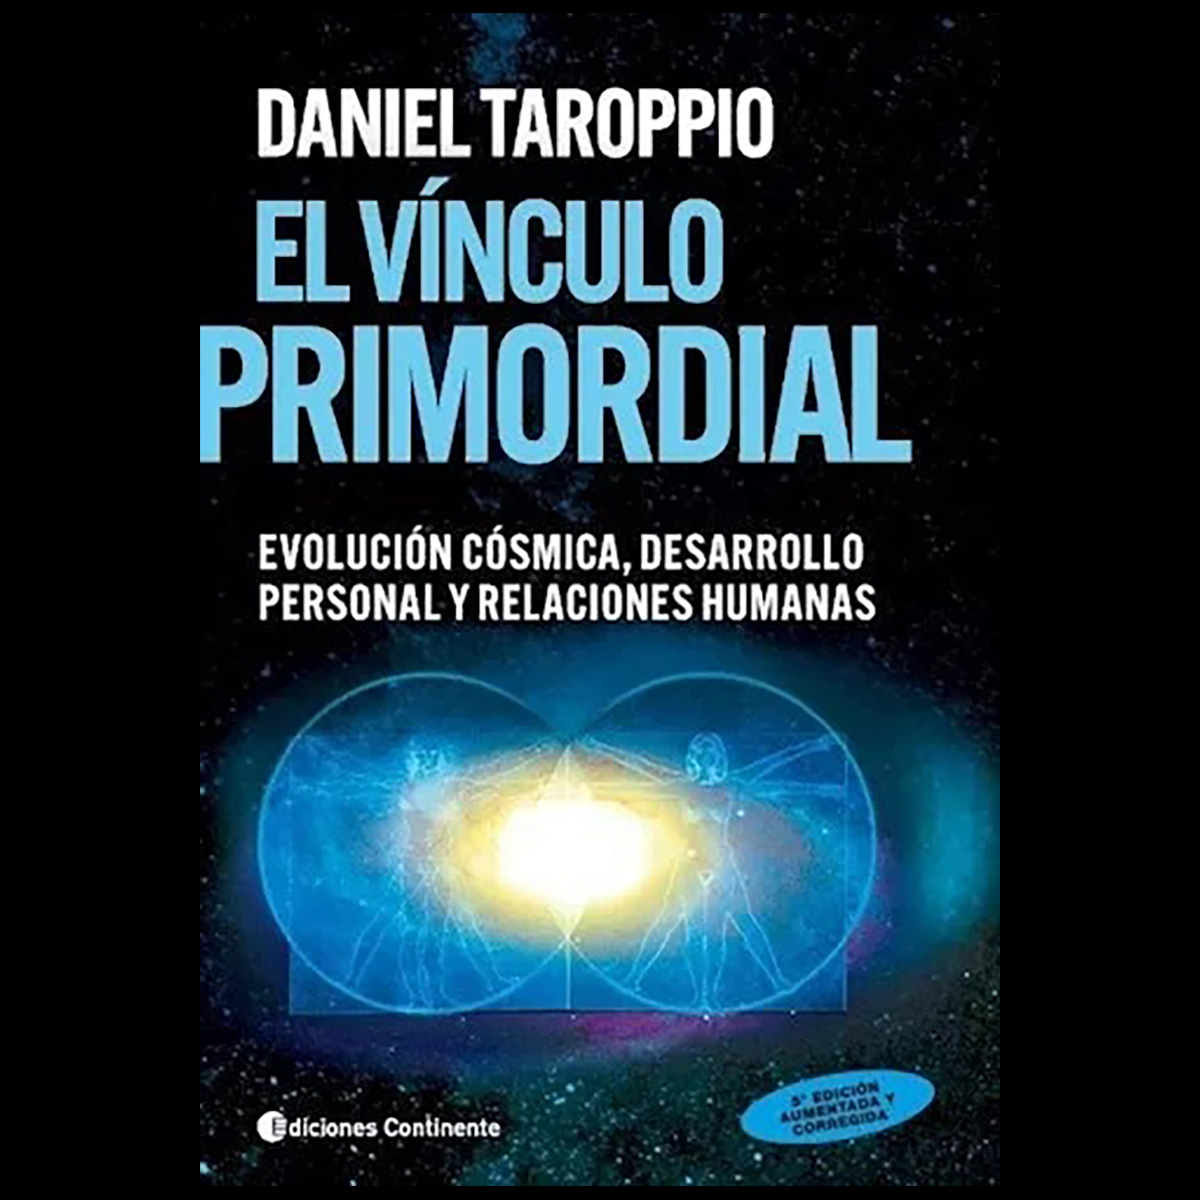 DANIEL TAROPPIO
EL VÍNCULO
PRIMORDIAL
EVOLUCIÓN CÓSMICA, DESARROLLO
PERSONAL Y RELACIONES HUMANAS
Ediciones Continente
5ª EDICIÓN
AUMENTADA Y
CORREGIDA